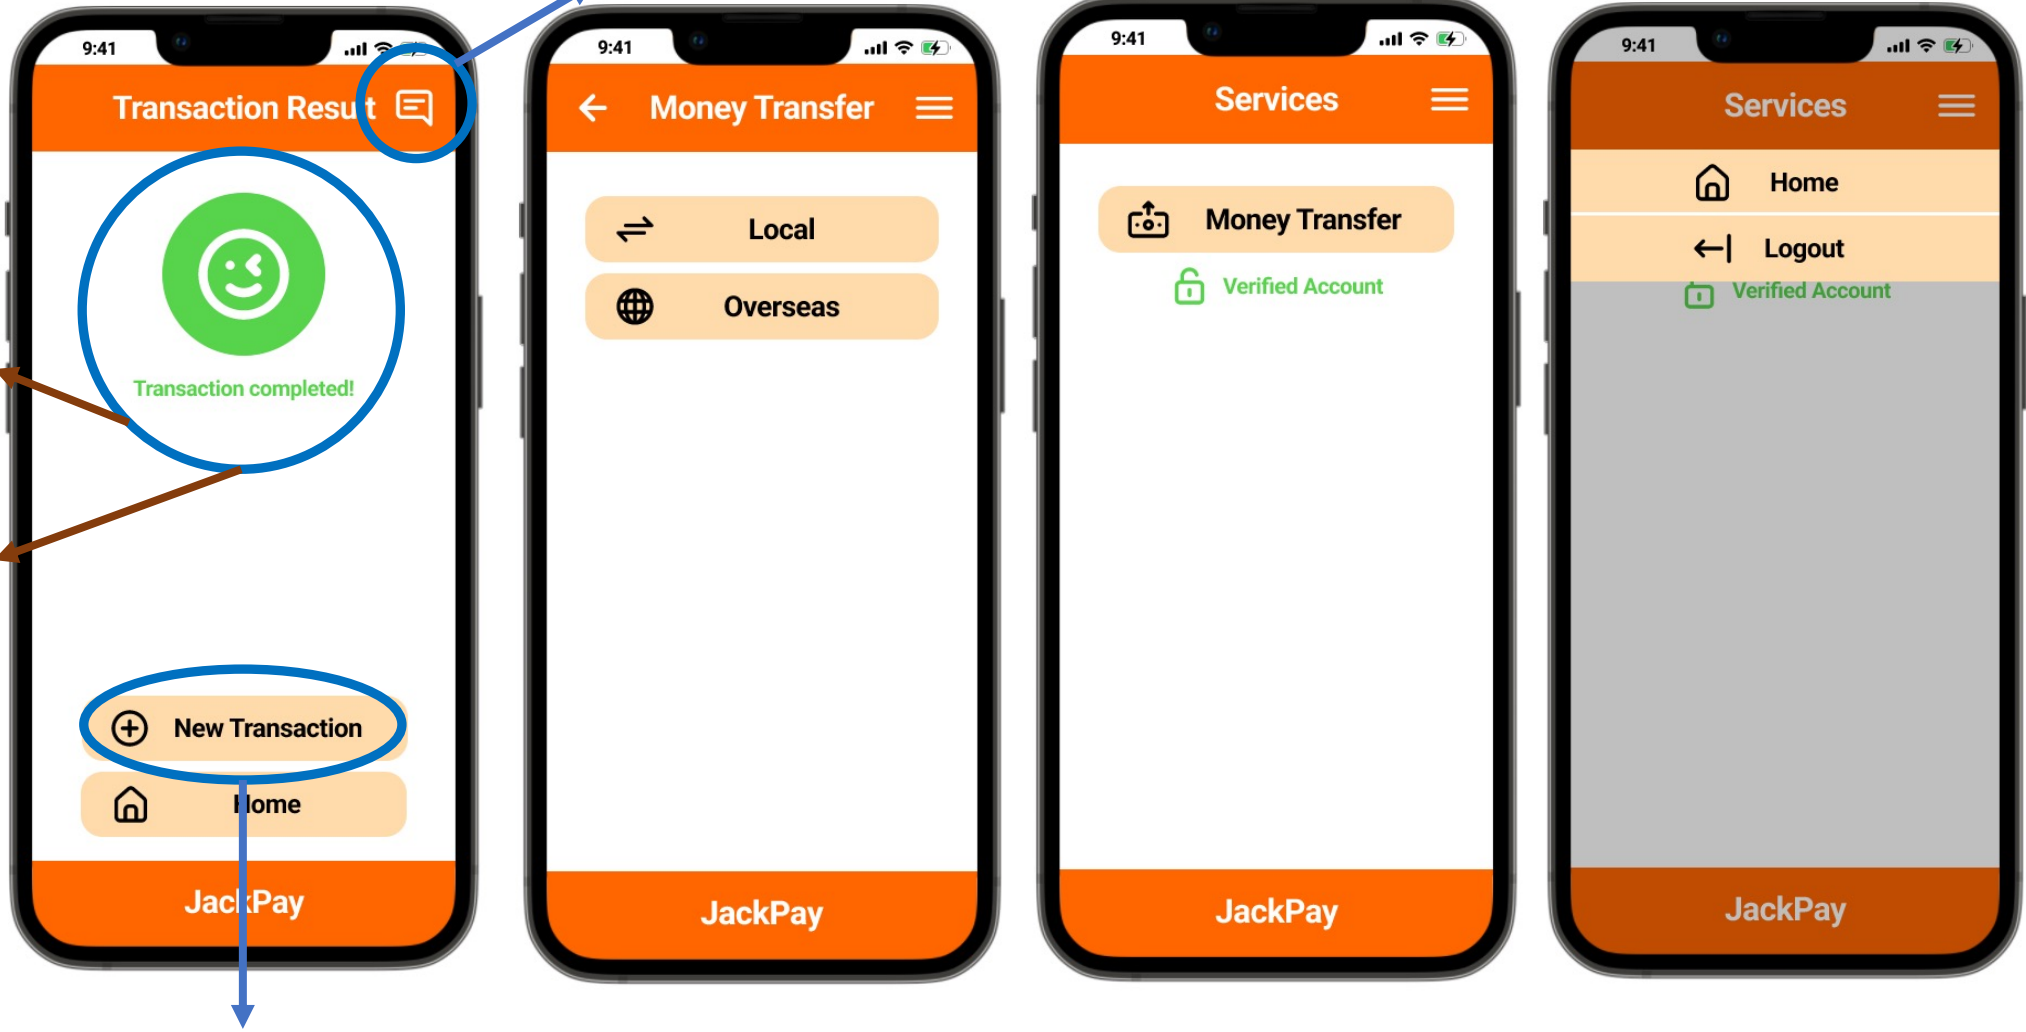 9:41
Transaction Result
Transaction completed!
New Transaction
Home
JackPay
9:41
Money Transfer
Local
Overseas
JackPay
9:41
Services
Money Transfer
Verified Account
JackPay
9:41
Services
Home
Logout
Verified Account
JackPay